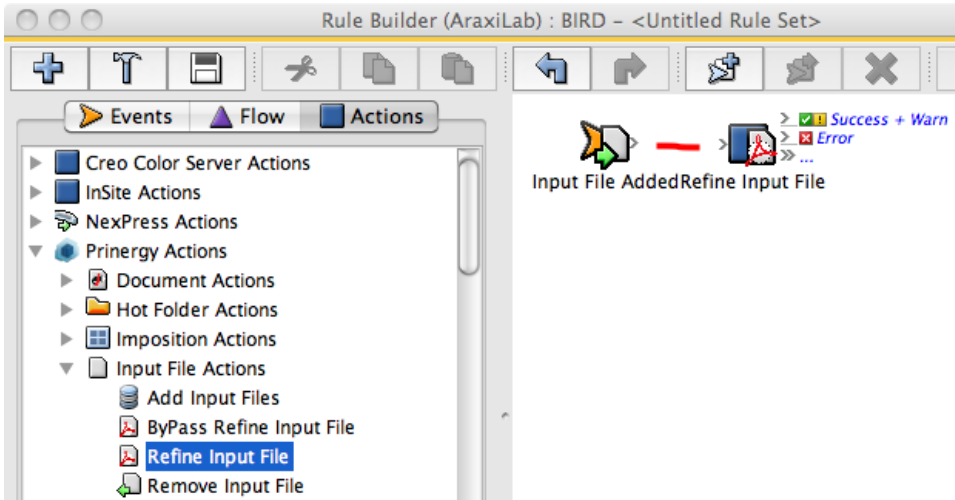 Rule Builder (AraxiLab) : BIRD – <Untitled Rule Set>
Events Flow Actions
Creo Color Server Actions
InSite Actions
NexPress Actions
Prinergy Actions
Document Actions
Hot Folder Actions
Imposition Actions
Input File Actions
Add Input Files
ByPass Refine Input File
Refine Input File
Remove Input File
Success + Warn
Error
...
Input File Added
Refine Input File